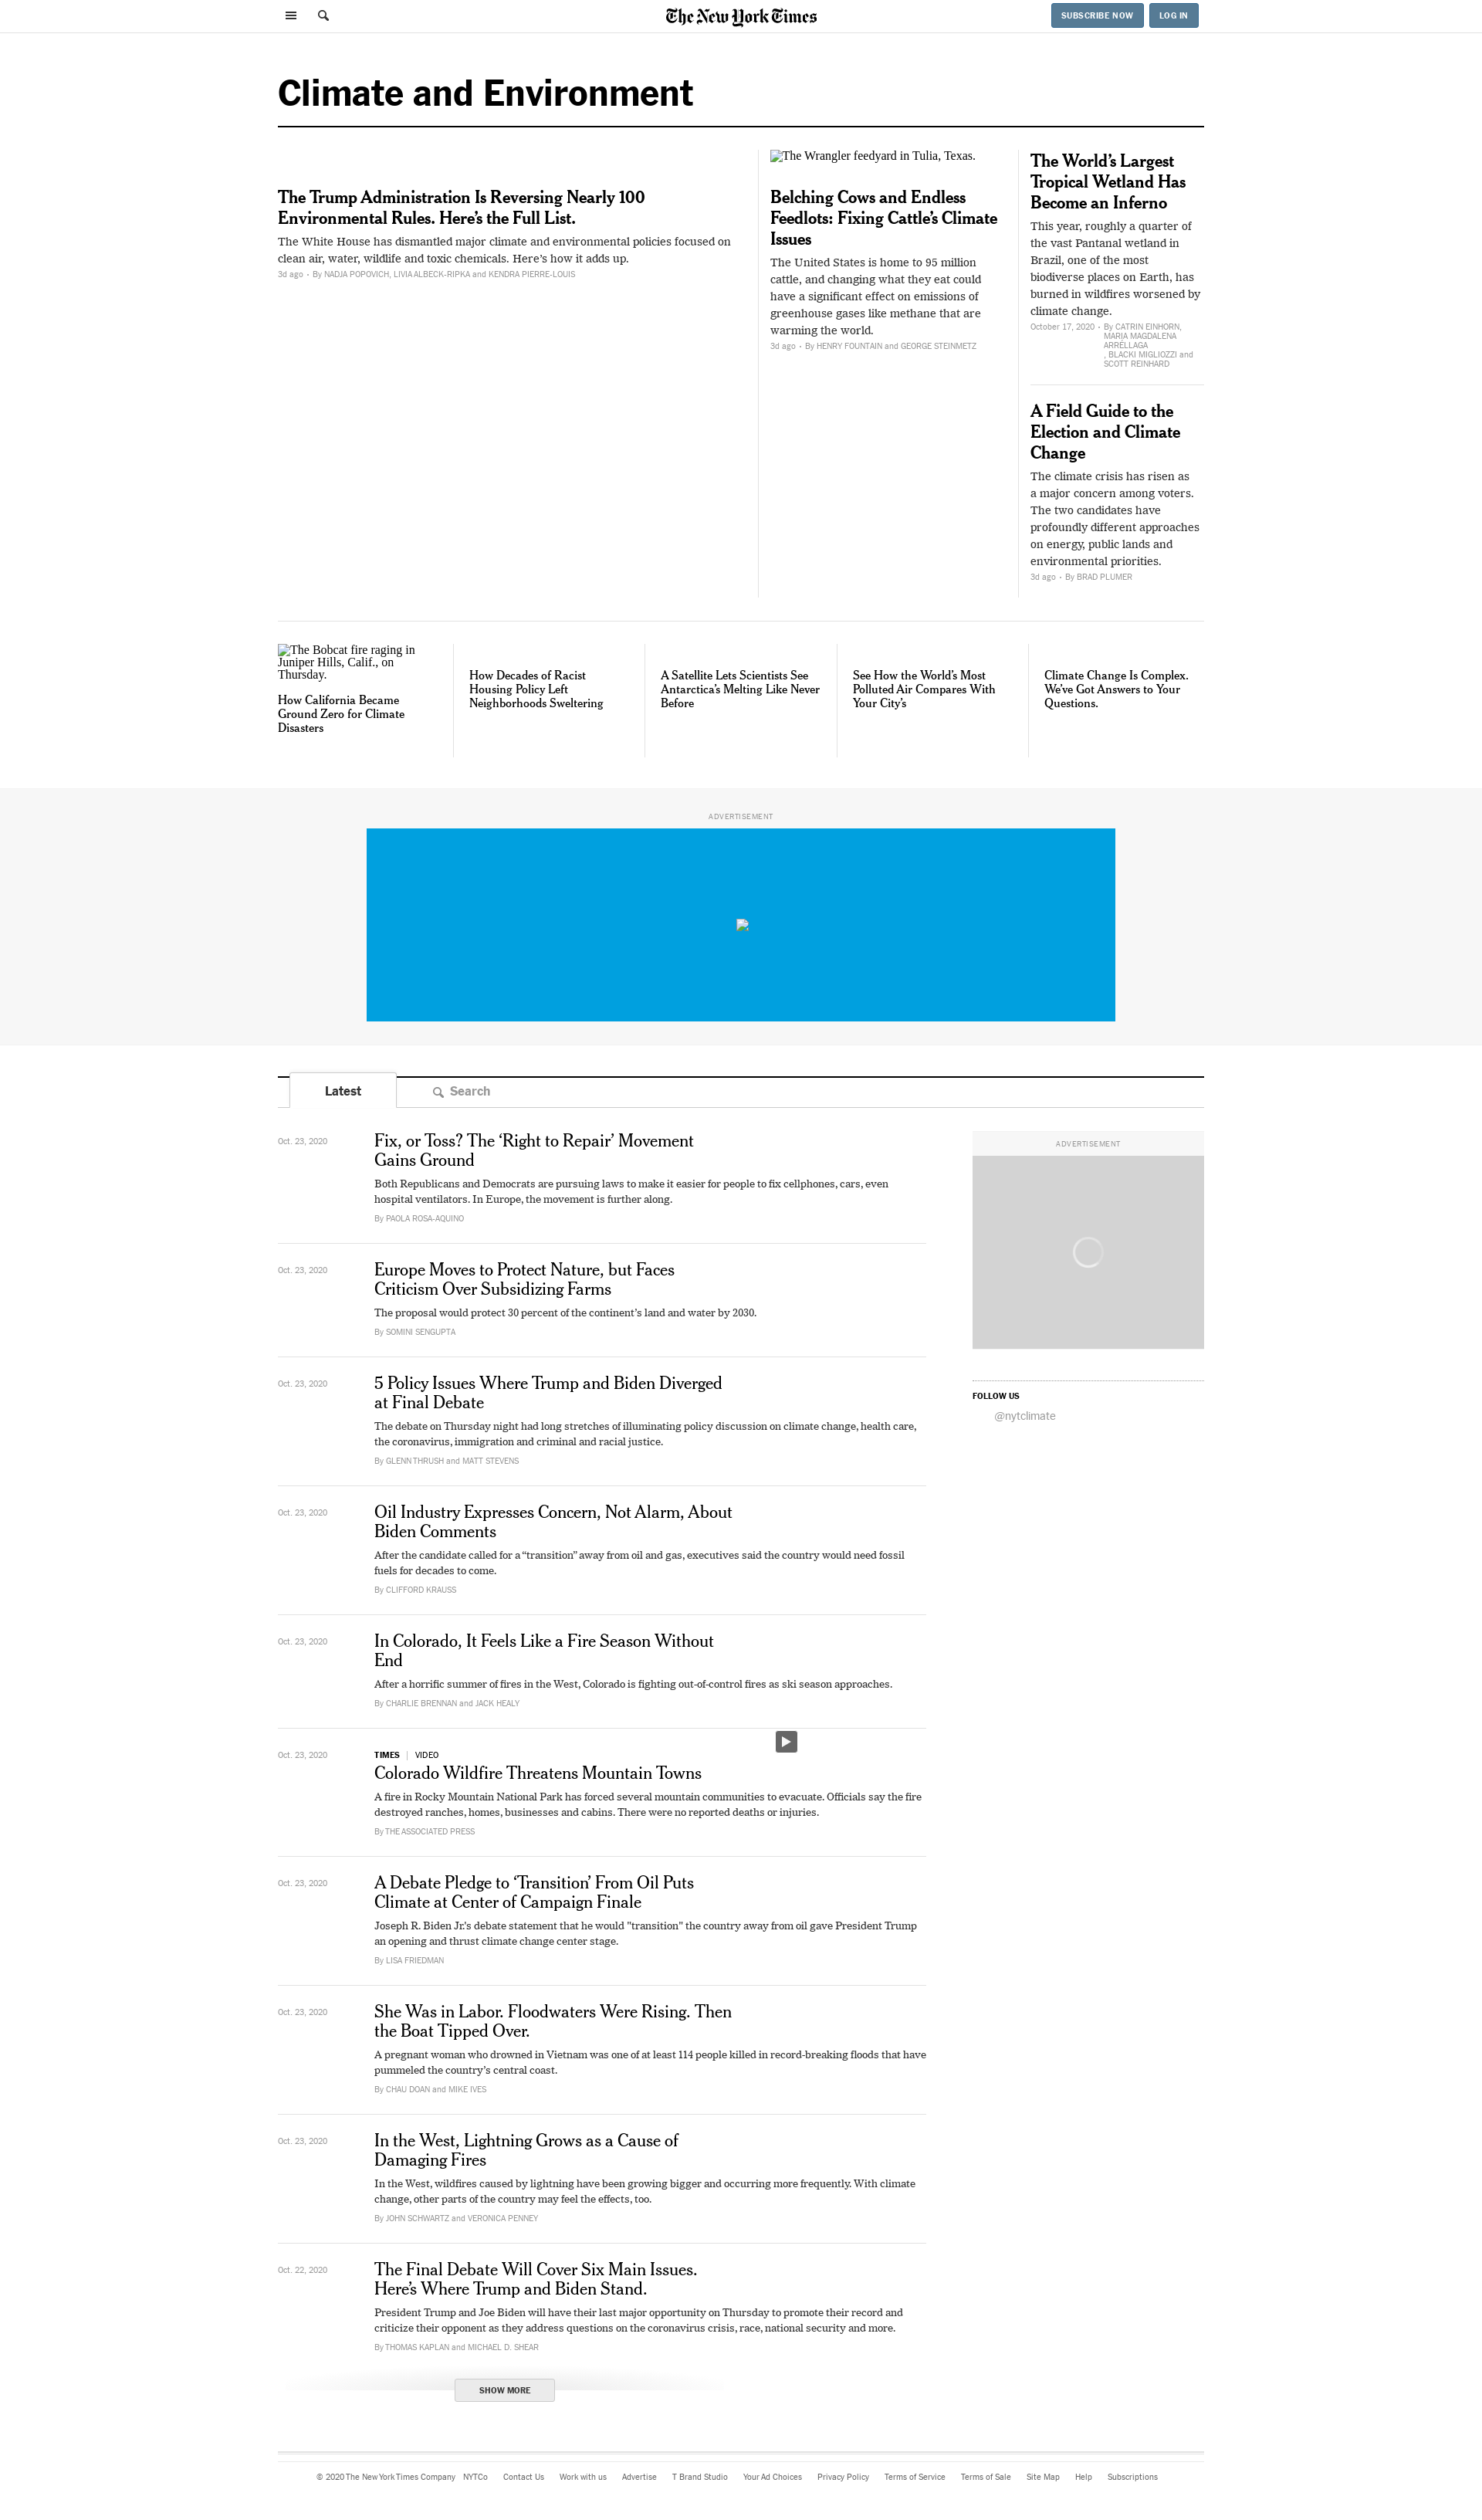 The New York Times
SUBSCRIBE NOW
LOG IN
Climate and Environment
The Trump Administration Is Reversing Nearly 100
Environmental Rules. Here’s the Full List.
The White House has dismantled major climate and environmental policies focused on
clean air, water, wildlife and toxic chemicals. Here’s how it adds up.
3d ago • By NADJA POPOVICH, LIVIA ALBECK-RIPKA and KENDRA PIERRE-LOUIS
The Wrangler feedyard in Tulia, Texas.
Belching Cows and Endless
Feedlots: Fixing Cattle’s Climate
Issues
The United States is home to 95 million
cattle, and changing what they eat could
have a significant effect on emissions of
greenhouse gases like methane that are
warming the world.
3d ago • By HENRY FOUNTAIN and GEORGE STEINMETZ
The World’s Largest
Tropical Wetland Has
Become an Inferno
This year, roughly a quarter of
the vast Pantanal wetland in
Brazil, one of the most
biodiverse places on Earth, has
burned in wildfires worsened by
climate change.
October 17, 2020 • By CATRIN EINHORN,
MARIA MAGDALENA
ARRÉLLAGA
, BLACKI MIGLIOZZI and
SCOTT REINHARD
A Field Guide to the
Election and Climate
Change
The climate crisis has risen as
a major concern among voters.
The two candidates have
profoundly different approaches
on energy, public lands and
environmental priorities.
3d ago • By BRAD PLUMER
The Bobcat fire raging in
Juniper Hills, Calif., on
Thursday.
How California Became
Ground Zero for Climate
Disasters
How Decades of Racist
Housing Policy Left
Neighborhoods Sweltering
A Satellite Lets Scientists See
Antarctica’s Melting Like Never
Before
See How the World’s Most
Polluted Air Compares With
Your City’s
Climate Change Is Complex.
We’ve Got Answers to Your
Questions.
ADVERTISEMENT
Latest
Search
Oct. 23, 2020
Fix, or Toss? The ‘Right to Repair’ Movement
Gains Ground
Both Republicans and Democrats are pursuing laws to make it easier for people to fix cellphones, cars, even
hospital ventilators. In Europe, the movement is further along.
By PAOLA ROSA-AQUINO
Oct. 23, 2020
Europe Moves to Protect Nature, but Faces
Criticism Over Subsidizing Farms
The proposal would protect 30 percent of the continent’s land and water by 2030.
By SOMINI SENGUPTA
Oct. 23, 2020
5 Policy Issues Where Trump and Biden Diverged
at Final Debate
The debate on Thursday night had long stretches of illuminating policy discussion on climate change, health care,
the coronavirus, immigration and criminal and racial justice.
By GLENN THRUSH and MATT STEVENS
Oct. 23, 2020
Oil Industry Expresses Concern, Not Alarm, About
Biden Comments
After the candidate called for a “transition” away from oil and gas, executives said the country would need fossil
fuels for decades to come.
By CLIFFORD KRAUSS
Oct. 23, 2020
In Colorado, It Feels Like a Fire Season Without
End
After a horrific summer of fires in the West, Colorado is fighting out-of-control fires as ski season approaches.
By CHARLIE BRENNAN and JACK HEALY
Oct. 23, 2020
TIMES | VIDEO
Colorado Wildfire Threatens Mountain Towns
A fire in Rocky Mountain National Park has forced several mountain communities to evacuate. Officials say the fire
destroyed ranches, homes, businesses and cabins. There were no reported deaths or injuries.
By THE ASSOCIATED PRESS
Oct. 23, 2020
A Debate Pledge to ‘Transition’ From Oil Puts
Climate at Center of Campaign Finale
Joseph R. Biden Jr.'s debate statement that he would "transition" the country away from oil gave President Trump
an opening and thrust climate change center stage.
By LISA FRIEDMAN
Oct. 23, 2020
She Was in Labor. Floodwaters Were Rising. Then
the Boat Tipped Over.
A pregnant woman who drowned in Vietnam was one of at least 114 people killed in record-breaking floods that have
pummeled the country’s central coast.
By CHAU DOAN and MIKE IVES
Oct. 23, 2020
In the West, Lightning Grows as a Cause of
Damaging Fires
In the West, wildfires caused by lightning have been growing bigger and occurring more frequently. With climate
change, other parts of the country may feel the effects, too.
By JOHN SCHWARTZ and VERONICA PENNEY
Oct. 22, 2020
The Final Debate Will Cover Six Main Issues.
Here’s Where Trump and Biden Stand.
President Trump and Joe Biden will have their last major opportunity on Thursday to promote their record and
criticize their opponent as they address questions on the coronavirus crisis, race, national security and more.
By THOMAS KAPLAN and MICHAEL D. SHEAR
SHOW MORE
ADVERTISEMENT
FOLLOW US
@nytclimate
© 2020 The New York Times Company NYTCo Contact Us Work with us Advertise T Brand Studio Your Ad Choices Privacy Policy Terms of Service Terms of Sale Site Map Help Subscriptions